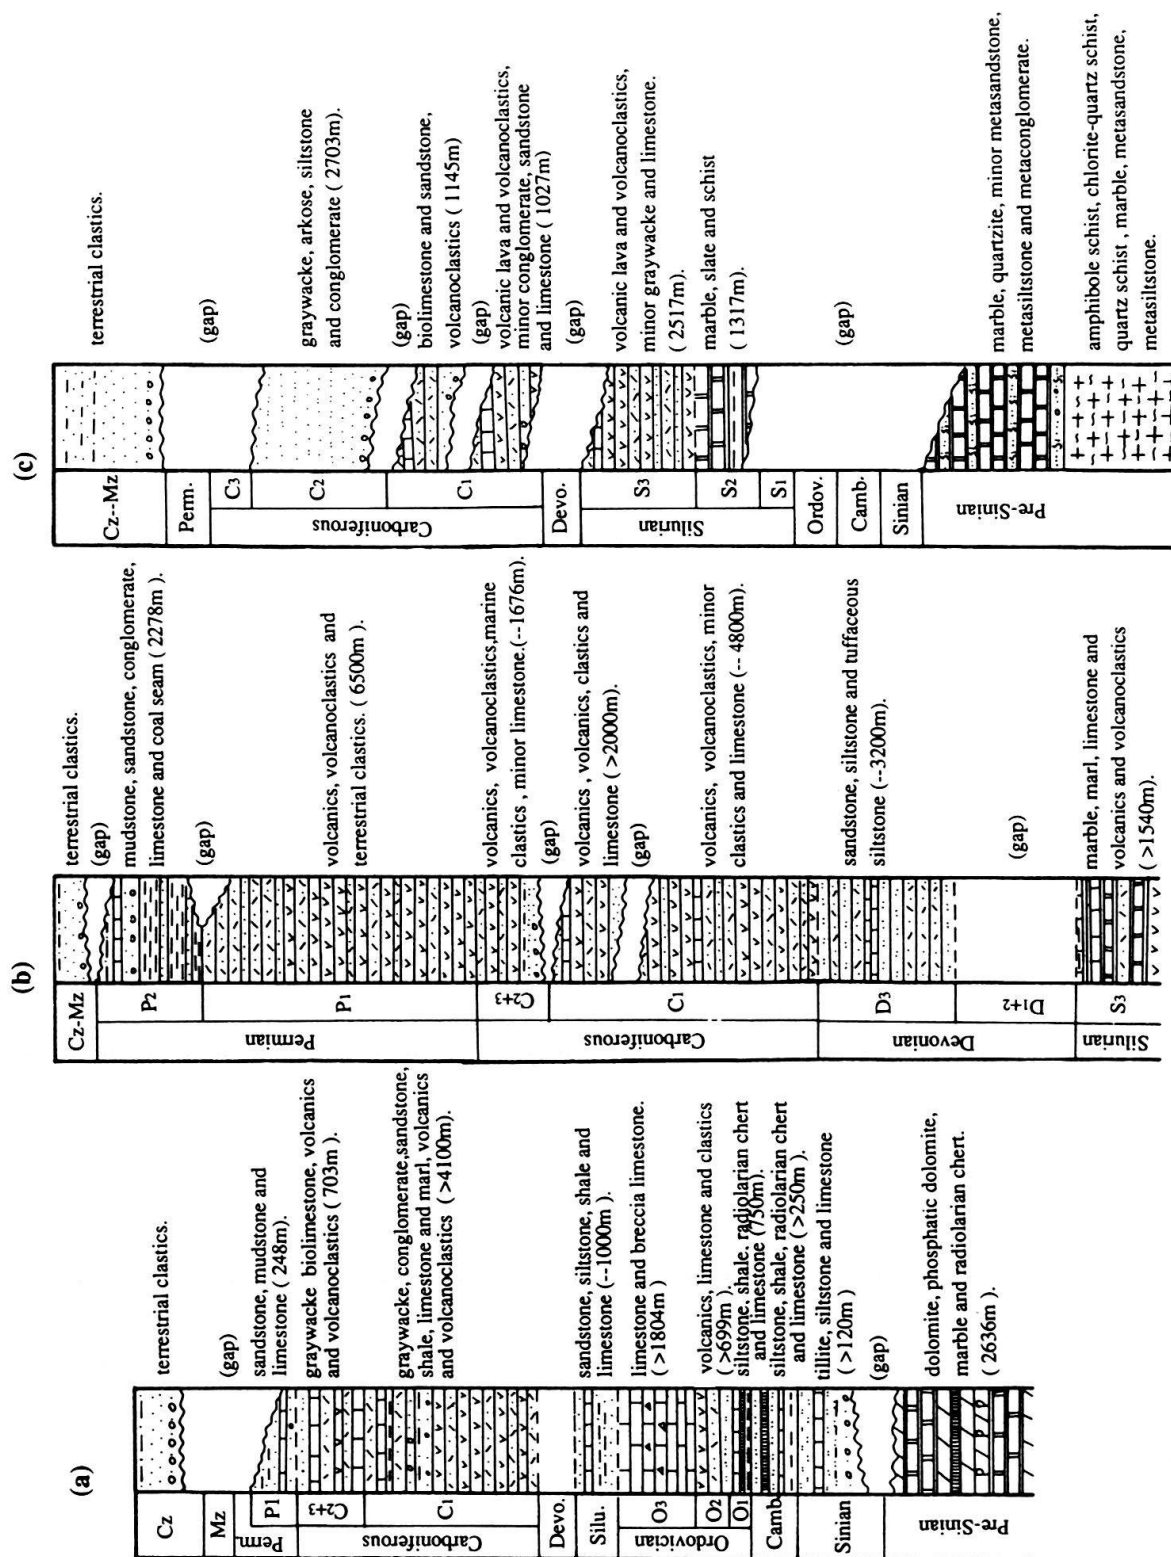 (a)
Cz
Mz
Perm.
P1
C2+3
C1
Carboniferous
Devo.
Silu.
O3
O2
O1
Ordovician
Camb.
Sinian
Pre-Sinian
terrestrial clastics.
(gap)
sandstone, mudstone and
limestone ( 248m).
graywacke biolimestone, volcanics
and volcanoclastics ( 703m ).
graywacke, conglomerate,sandstone,
shale, limestone and marl, volcanics
and volcanoclastics ( >4100m).
sandstone, siltstone, shale and
limestone (--1000m ).
limestone and breccia limestone.
( >1804m )
volcanics, limestone and clastics
( >699m ).
siltstone, shale, radiolarian chert
and limestone (750m).
siltstone, shale, radiolarian chert
and limestone ( >250m ).
tillite, siltstone and limestone
( >120m )
(gap)
dolomite, phosphatic dolomite,
marble and radiolarian chert.
( 2636m ).
(b)
Cz-Mz
P2
P1
Permian
C2+3
C1
Carboniferous
D3
D1+2
Devonian
S3
Silurian
terrestrial clastics.
(gap)
mudstone, sandstone, conglomerate,
limestone and coal seam ( 2278m ).
(gap)
volcanics, volcanoclastics and
terrestrial clastics. ( 6500m ).
volcanics, volcanoclastics,marine
clastics , minor limestone.(--1676m).
(gap)
volcanics , volcanics, clastics and
limestone ( >2000m).
(gap)
volcanics, volcanoclastics, minor
clastics and limestone (-- 4800m).
sandstone, siltstone and tuffaceous
siltstone (--3200m).
(gap)
marble, marl, limestone and
volcanics and volcanoclastics
( >1540m).
(c)
Cz--Mz
Perm.
C3
C2
C1
Carboniferous
Devo.
S3
S2
S1
Silurian
Ordov.
Camb.
Sinian
Pre-Sinian
terrestrial clastics.
(gap)
graywacke, arkose, siltstone
and conglomerate ( 2703m).
(gap)
biolimestone and sandstone,
volcanoclastics ( 1145m)
(gap)
volcanic lava and volcanoclastics,
minor conglomerate, sandstone
and limestone ( 1027m)
(gap)
volcanic lava and volcanoclastics,
minor graywacke and limestone.
( 2517m).
marble, slate and schist
( 1317m).
(gap)
marble, quartzite, minor metasandstone,
metasiltstone and metaconglomerate.
amphibole schist, chlorite-quartz schist,
quartz schist , marble, metasandstone,
metasiltstone.